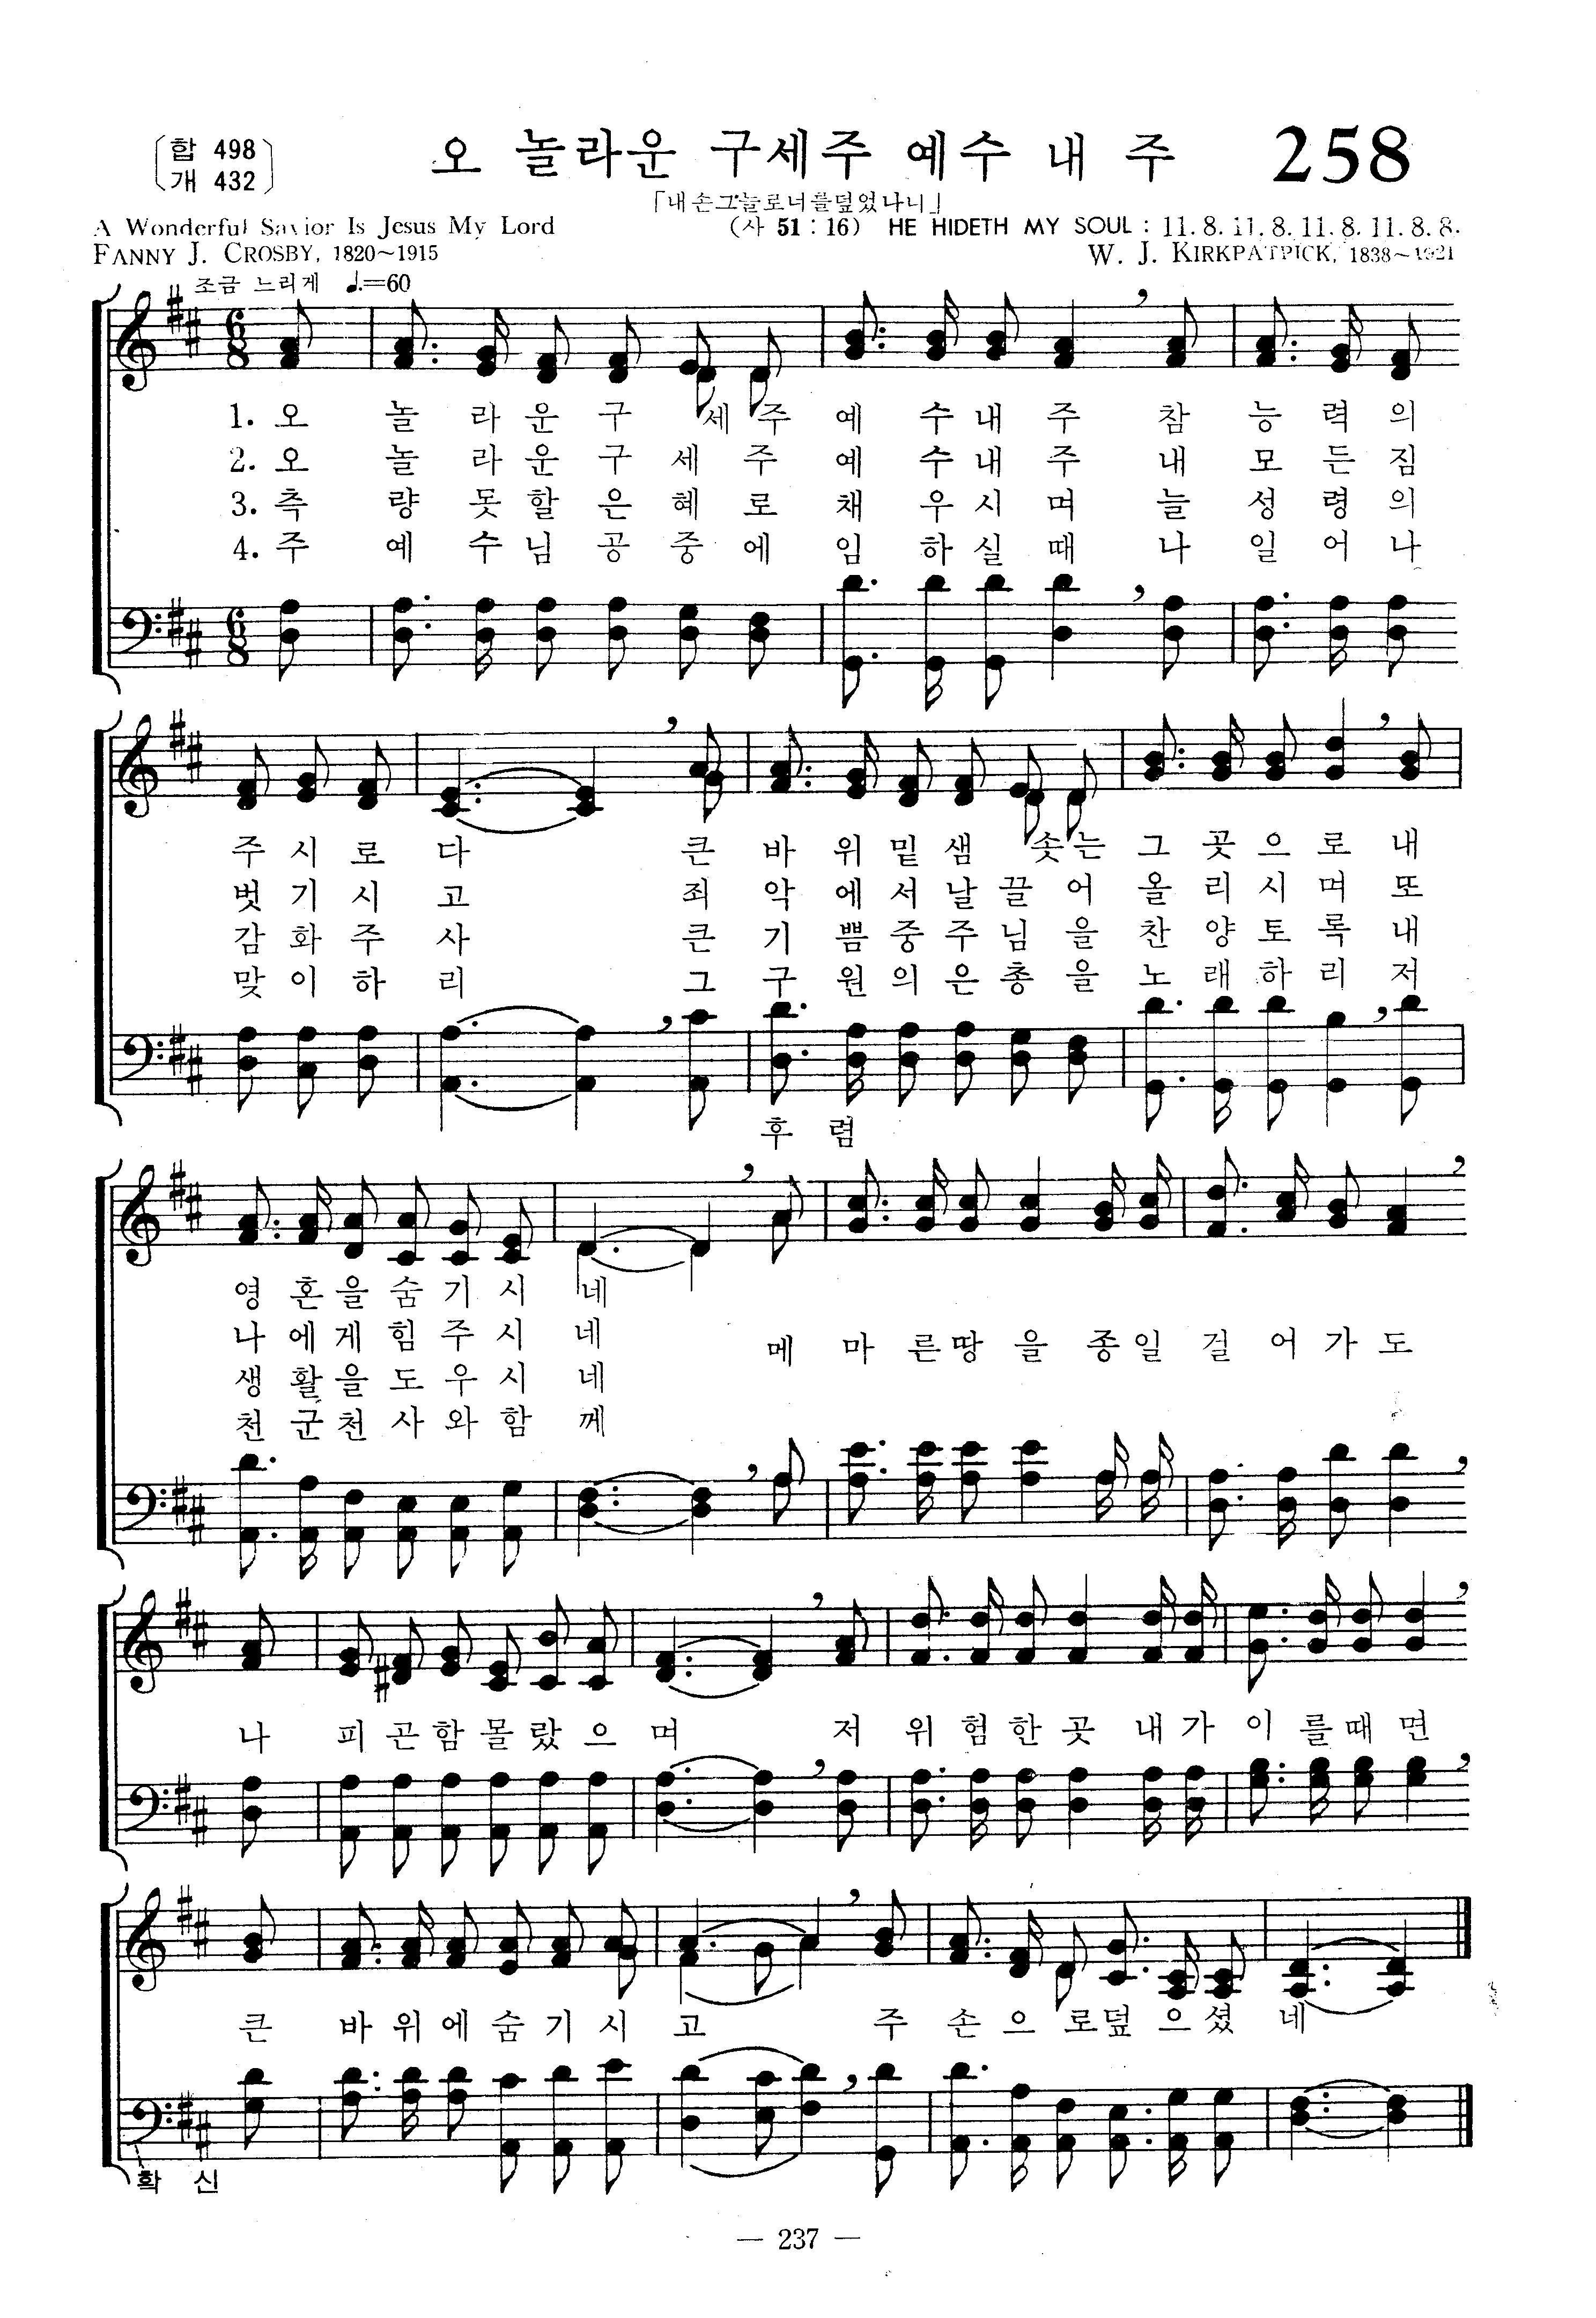 〔합 498
개 432〕
오 놀라운 구세주 예수 내 주 258
「내 손 그늘로 너를 덮었나니」
A Wonderful Savior Is Jesus My Lord (사 51 : 16) HE HIDETH MY SOUL : 11. 8. 11. 8. 11. 8. 11. 8. 8.
FANNY J. CROSBY, 1820~1915 W. J. KIRKPATRICK, 1838~1921
조금 느리게 ♩.=60
1. 오 놀 라 운 구 세 주 예 수 내 주 참 능 력 의
2. 오 놀 라 운 구 세 주 예 수 내 주 내 모 든 짐
3. 측 량 못 할 은 혜 로 채 우 시 며 늘 성 령 의
4. 주 예 수 님 공 중 에 임 하 실 때 나 일 어 나
주 시 로 다 큰 바 위 밑 샘 솟 는 그 곳 으 로 내
벗 기 시 고 죄 악 에 서 날 끌 어 올 리 시 며 또
감 화 주 사 큰 기 쁨 중 주 님 을 찬 양 토 록 내
맞 이 하 리 그 구 원 의 은 총 을 노 래 하 리 저
후 렴
영 혼 을 숨 기 시 네
나 에 게 힘 주 시 네
생 활 을 도 우 시 네
천 군 천 사 와 함 께
메 마 른 땅 을 종 일 걸 어 가 도
나 피 곤 함 몰 랐 으 며 저 위 험 한 곳 내 가 이 를 때 면
큰 바 위 에 숨 기 시 고 주 손 으 로 덮 으 셨 네
확 신
— 237 —